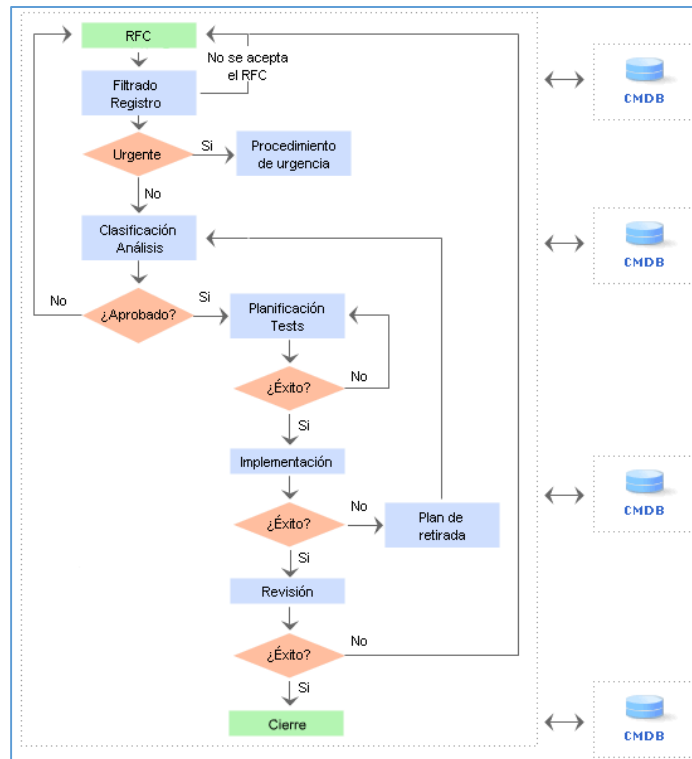 RFC
No se acepta
el RFC
Filtrado
Registro
CMDB
Urgente
Si
Procedimiento
de urgencia
No
Clasificación
Análisis
CMDB
No
¿Aprobado?
Si
Planificación
Tests
¿Éxito?
No
Si
Implementación
¿Éxito?
No
Plan de
retirada
CMDB
Si
Revisión
¿Éxito?
No
Si
Cierre
CMDB